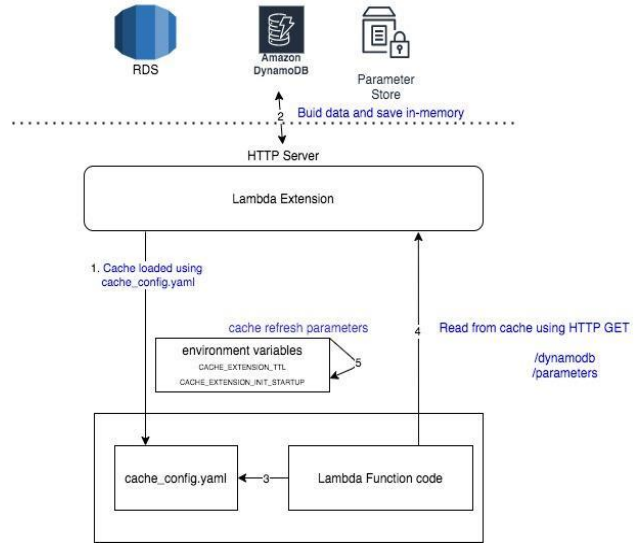 RDS
Amazon
DynamoDB
Parameter
Store
2
Buid data and save in-memory
HTTP Server
Lambda Extension
1. Cache loaded using
cache_config.yaml
cache refresh parameters
4
Read from cache using HTTP GET
/dynamodb
/parameters
environment variables
CACHE_EXTENSION_TTL
CACHE_EXTENSION_INIT_STARTUP
5
cache_config.yaml
3
Lambda Function code